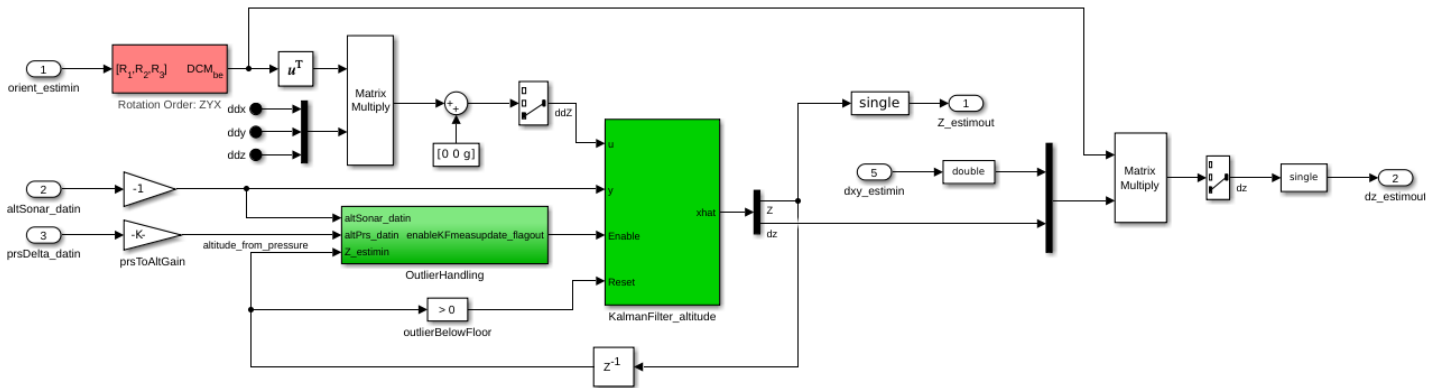 1
orient_estimin
[R1,R2,R3] DCMbe
Rotation Order: ZYX
uT
ddx
ddy
ddz
Matrix
Multiply
+
+
[0 0 g]
ddZ
2
altSonar_datin
-1
3
prsDelta_datin
-K-
prsToAltGain
altitude_from_pressure
altSonar_datin
altPrs_datin enableKFmeasupdate_flagout
Z_estimin
OutlierHandling
> 0
outlierBelowFloor
u
y
xhat
Enable
Reset
KalmanFilter_altitude
Z-1
Z
dz
single
1
Z_estimout
5
dxy_estimin
double
Matrix
Multiply
dz
single
2
dz_estimout